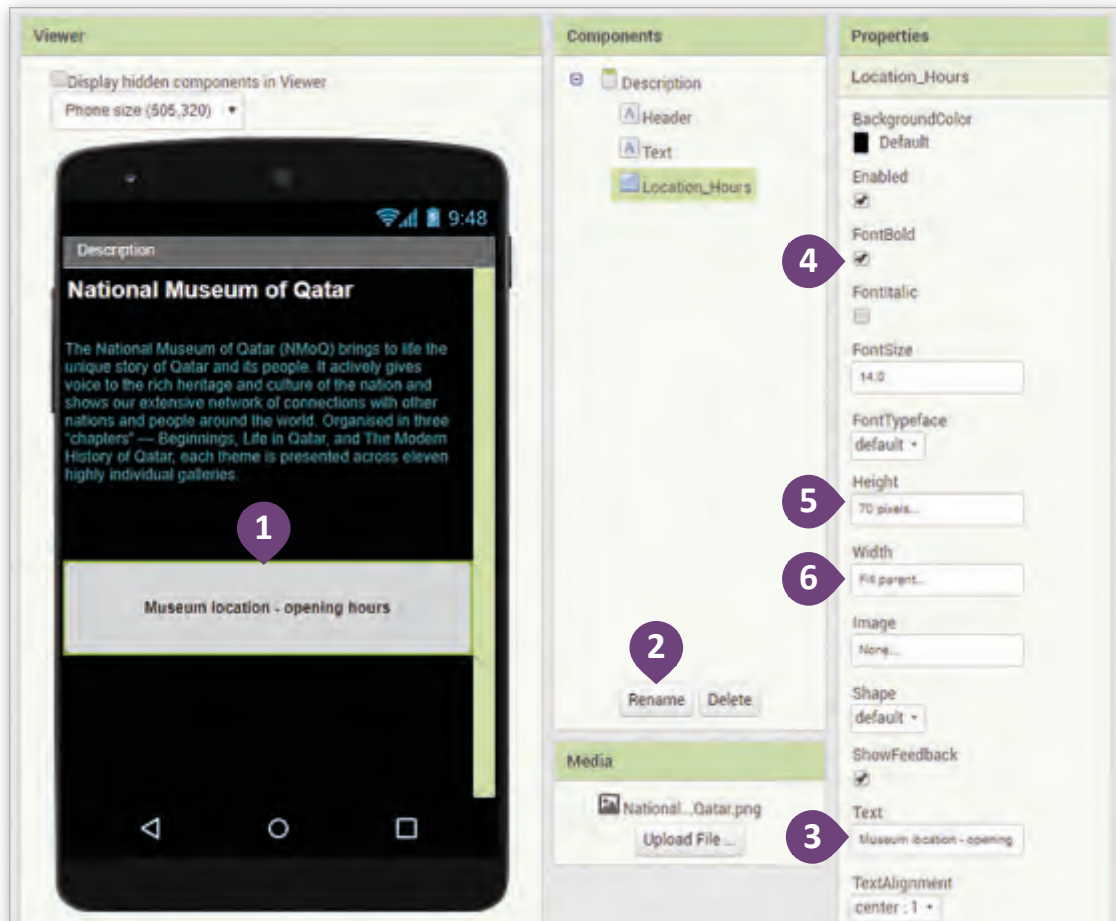 Viewer
Display hidden components in Viewer
Phone size (505,320)
9:48
Description
National Museum of Qatar
The National Museum of Qatar (NMoQ) brings to life the
unique story of Qatar and its people. It actively gives
voice to the rich heritage and culture of the nation and
shows our extensive network of connections with other
nations and people around the world. Organised in three
"chapters" — Beginnings, Life in Qatar, and The Modern
History of Qatar, each theme is presented across eleven
highly individual galleries.
1
Museum location - opening hours
Components
Description
Header
Text
Location_Hours
2
Rename
Delete
Media
National...Qatar.png
Upload File ...
Properties
Location_Hours
BackgroundColor
Default
Enabled
FontBold
4
FontItalic
FontSize
14.0
FontTypeface
default
Height
5
70 pixels...
Width
6
Fill parent...
Image
None...
Shape
default
ShowFeedback
Text
3
Museum location - opening
TextAlignment
center : 1